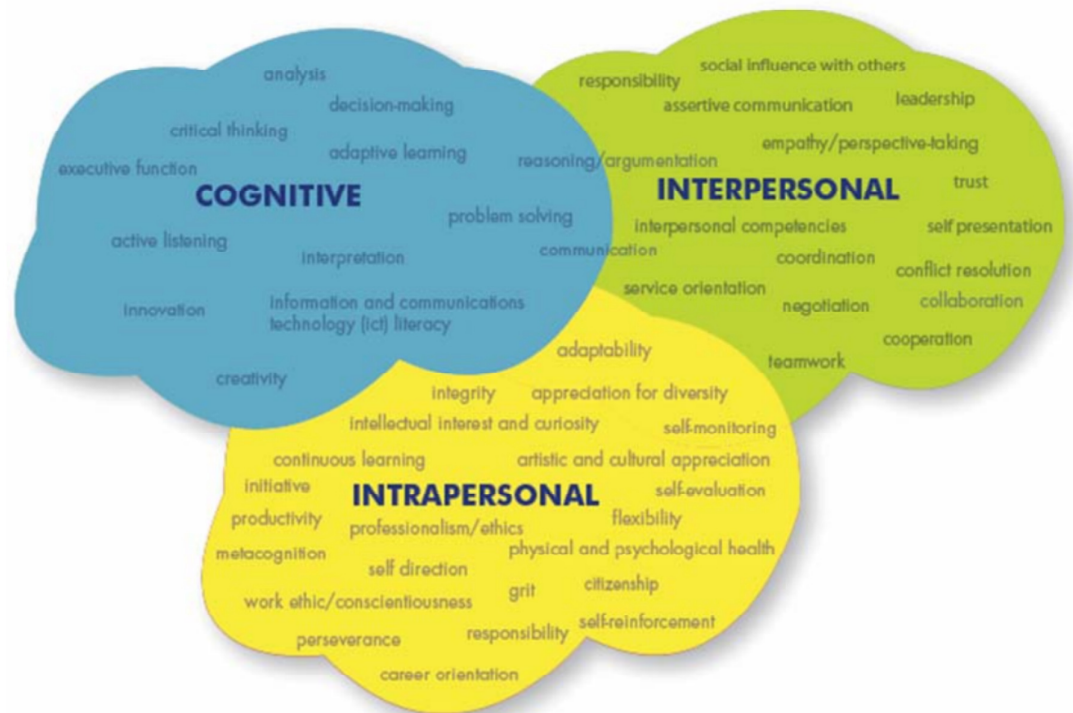 analysis
decision-making
critical thinking
adaptive learning
executive function
COGNITIVE
problem solving
active listening
interpretation
innovation
information and communications
technology (ict) literacy
creativity
reasoning/argumentation
communication
responsibility
social influence with others
assertive communication
leadership
empathy/perspective-taking
trust
INTERPERSONAL
interpersonal competencies
self presentation
coordination
conflict resolution
service orientation
negotiation
collaboration
cooperation
teamwork
adaptability
integrity
appreciation for diversity
intellectual interest and curiosity
self-monitoring
continuous learning
artistic and cultural appreciation
initiative
INTRAPERSONAL
self-evaluation
productivity
professionalism/ethics
flexibility
metacognition
physical and psychological health
self direction
grit
citizenship
work ethic/conscientiousness
perseverance
responsibility
self-reinforcement
career orientation